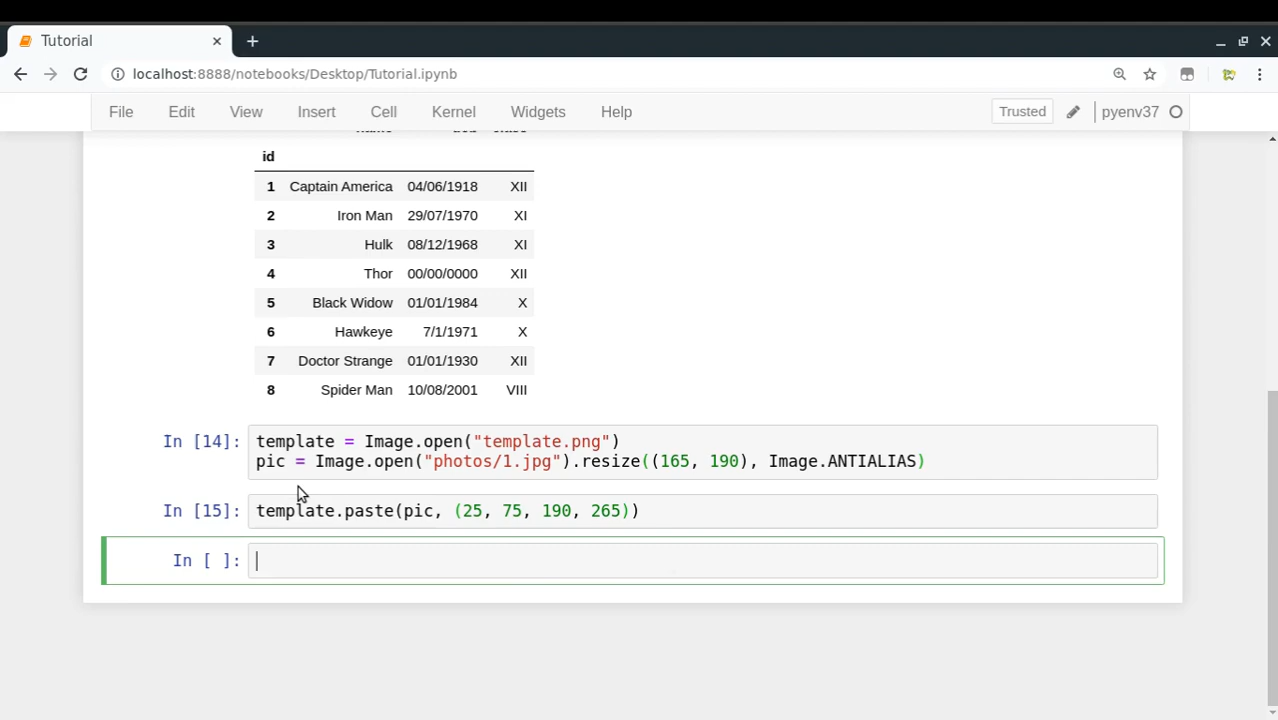 Tutorial
localhost:8888/notebooks/Desktop/Tutorial.ipynb
File Edit View Insert Cell Kernel Widgets Help Trusted pyenv37
id
1 Captain America 04/06/1918 XII
2 Iron Man 29/07/1970 XI
3 Hulk 08/12/1968 XI
4 Thor 00/00/0000 XII
5 Black Widow 01/01/1984 X
6 Hawkeye 7/1/1971 X
7 Doctor Strange 01/01/1930 XII
8 Spider Man 10/08/2001 VIII
In [14]: template = Image.open("template.png")
pic = Image.open("photos/1.jpg").resize((165, 190), Image.ANTIALIAS)
In [15]: template.paste(pic, (25, 75, 190, 265))
In [ ]: